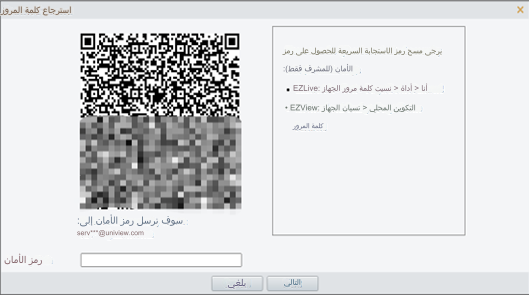 استرجاع كلمة المرور
يرجى مسح رمز الاستجابة السريعة للحصول على رمز
الأمان (للمشرف فقط):
• EZLive: أنا > أداة > نسيت كلمة مرور الجهاز
• EZView: التكوين المحلي > نسيان الجهاز
كلمة المرور
سوف نرسل رمز الأمان إلى:
serv***@uniview.com
رمز الأمان
يلغي
التالي